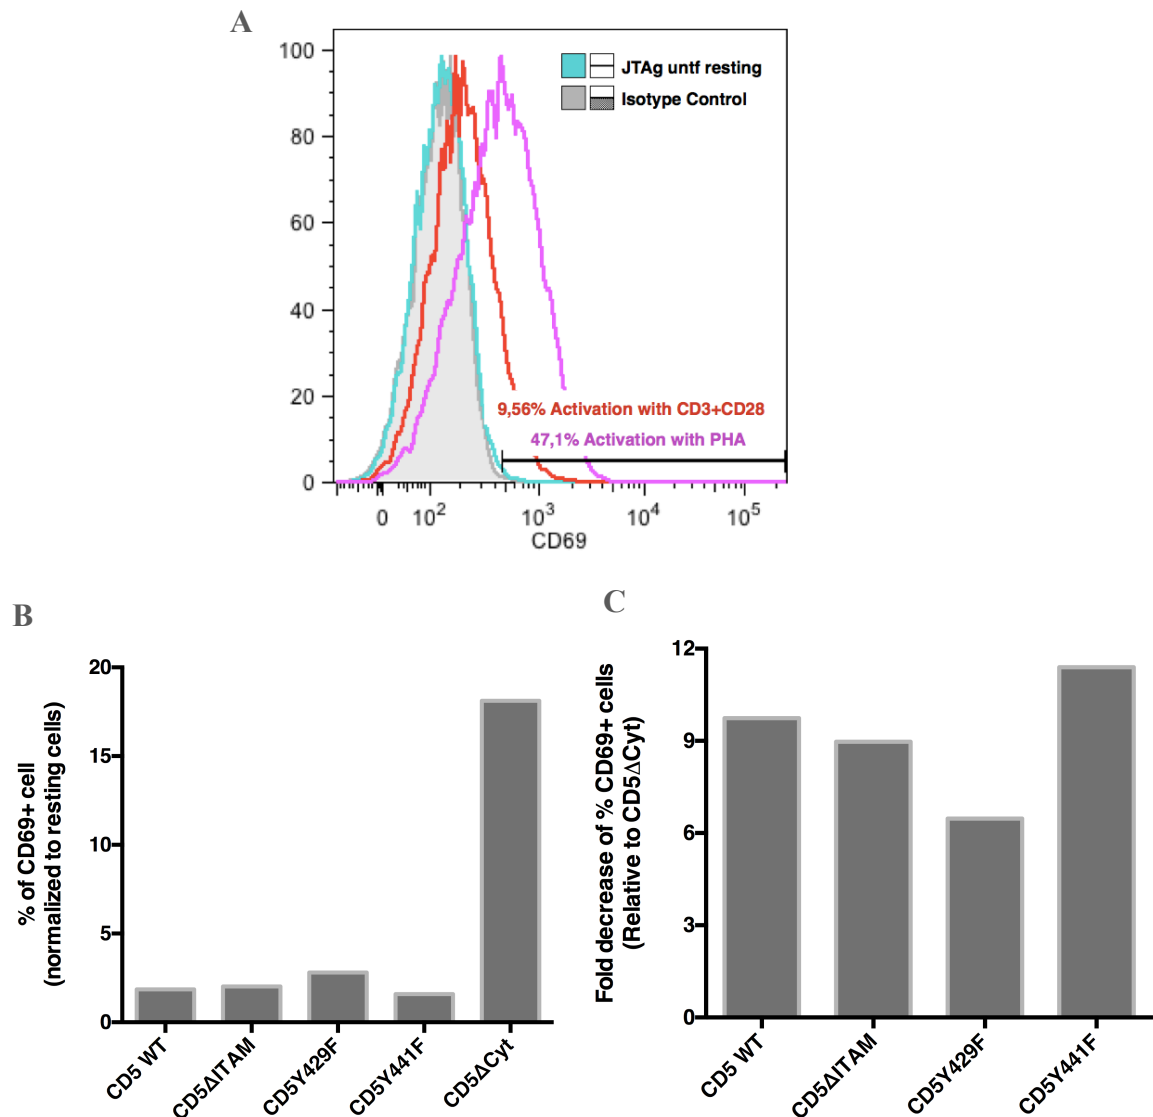 A
100
80
60
40
20
0
JTAg untf resting
Isotype Control
9,56% Activation with CD3+CD28
47,1% Activation with PHA
0 10² 10³ 10⁴ 10⁵
CD69
B
% of CD69+ cell
(normalized to resting cells)
20
15
10
5
0
CD5 WT
CD5ΔITAM
CD5Y429F
CD5Y441F
CD5ΔCyt
C
Fold decrease of % CD69+ cells
(Relative to CD5ΔCyt)
12
9
6
3
0
CD5 WT
CD5ΔITAM
CD5Y429F
CD5Y441F